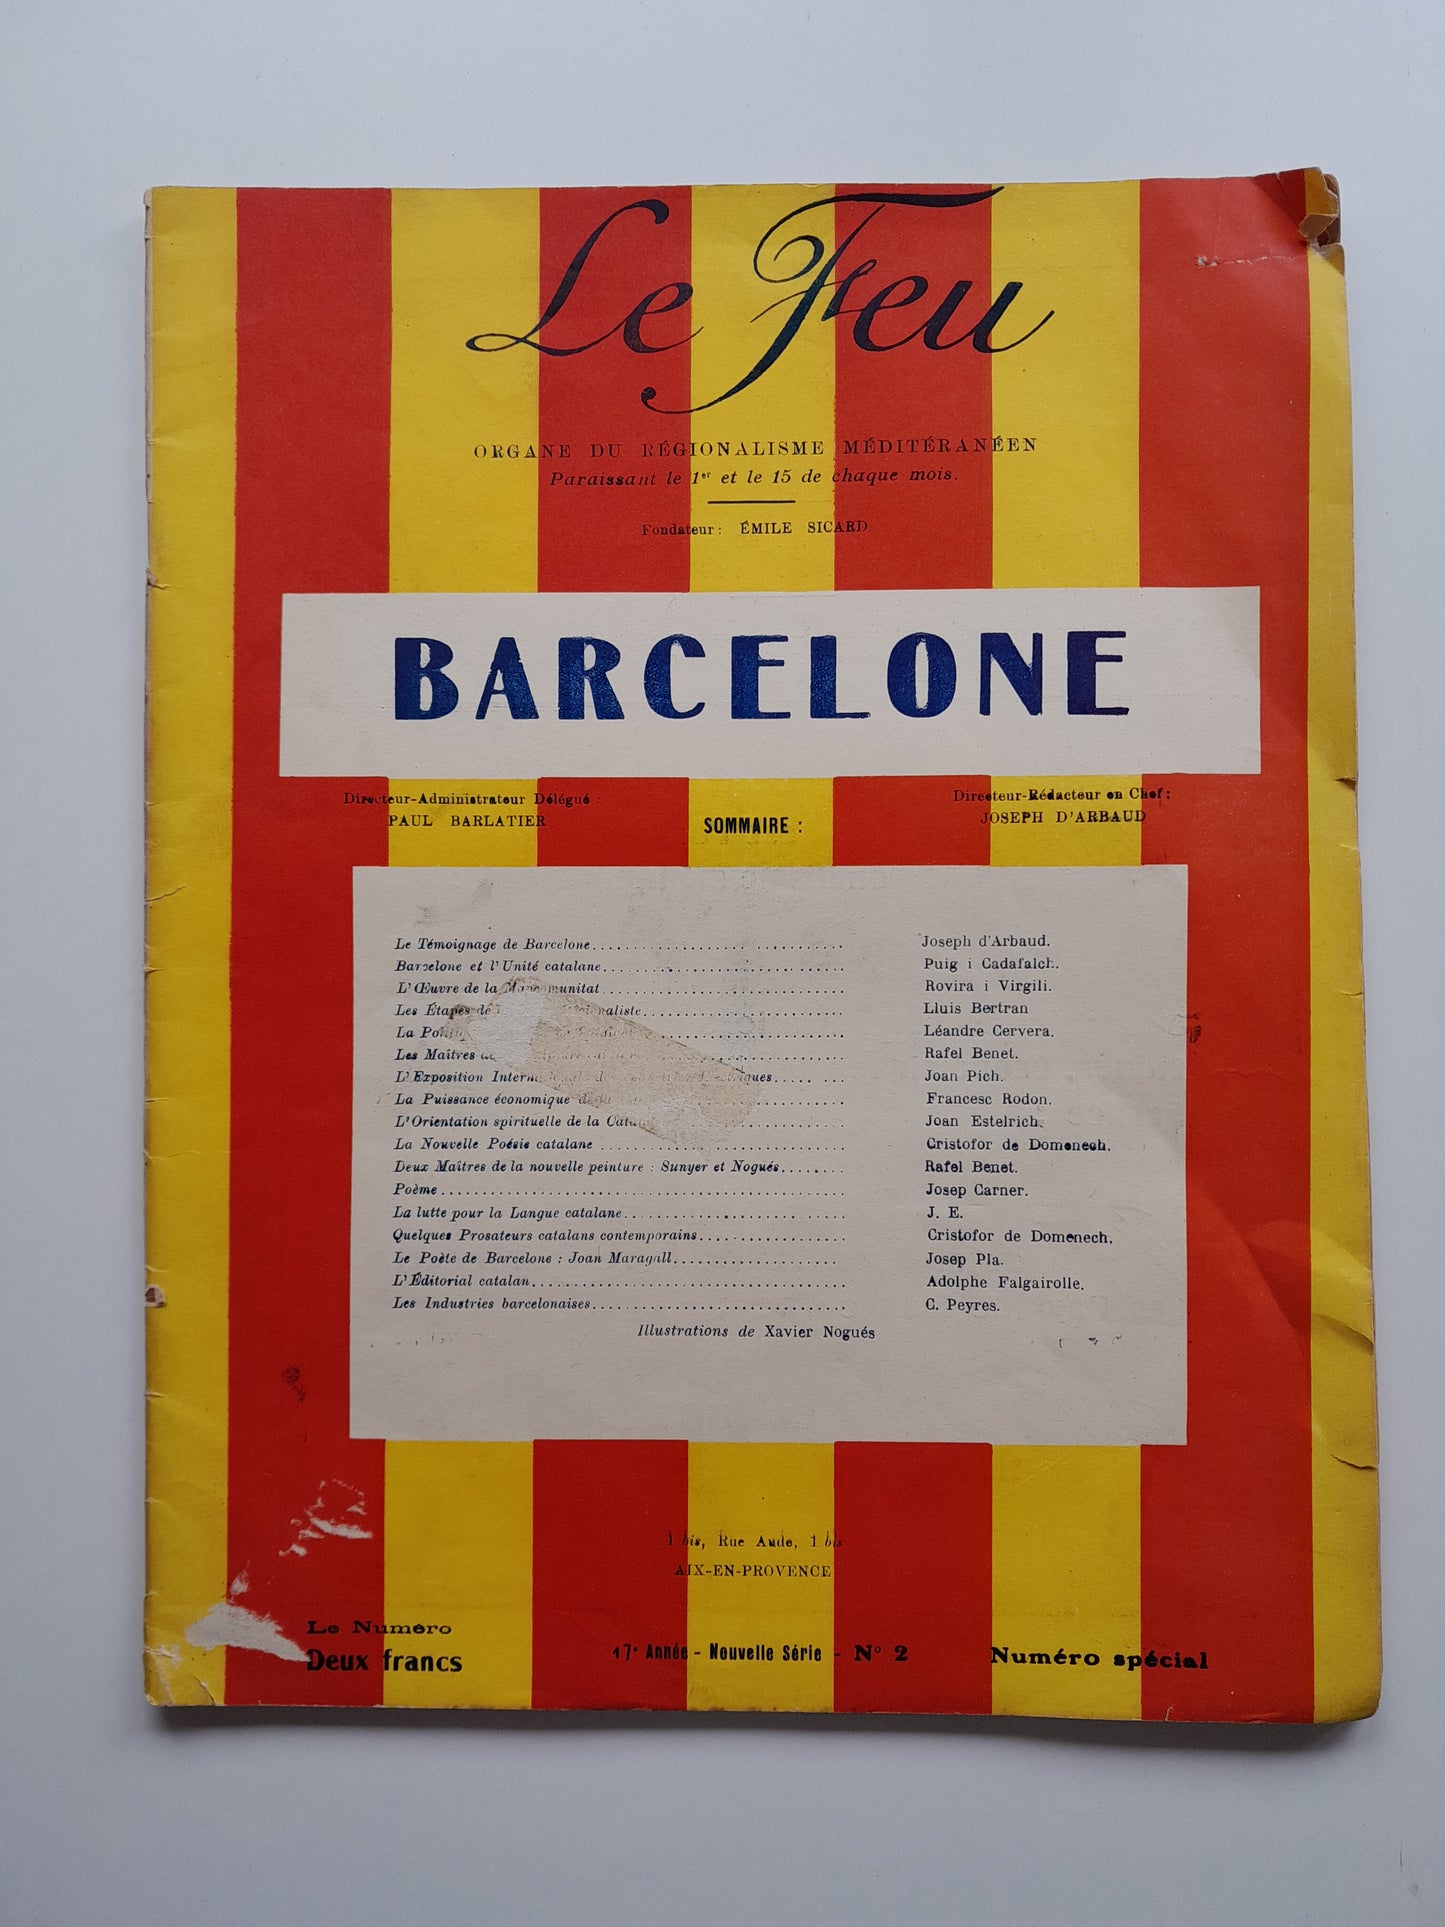 Le Feu
ORGANE DU RÉGIONALISME MÉDITÉRANÉEN
Paraissant le 1er et le 15 de chaque mois.
Fondateur: ÉMILE SICARD
BARCELONE
Directeur-Administrateur Délégué :
PAUL BARLATIER
Directeur-Rédacteur en Chef :
JOSEPH D'ARBAUD
SOMMAIRE :
Le Témoignage de Barcelone Joseph d'Arbaud.
Barcelone et l'Unité catalane Puig i Cadafalch.
L'Œuvre de la Mancomunitat Rovira i Virgili.
Les Étapes de Lluis Bertran
La Léandre Cervera.
Les Maîtres Rafel Benet.
L'Exposition Joan Pich.
La Puissance économique de la Francesc Rodon.
L'Orientation spirituelle de la Joan Estelrich.
La Nouvelle Poésie catalane Cristofor de Domenech.
Deux Maîtres de la nouvelle peinture : Sunyer et Nogués Rafel Benet.
Poème Josep Carner.
La lutte pour la Langue catalane J. E.
Quelques Prosateurs catalans contemporains Cristofor de Domenech.
Le Poète de Barcelone : Joan Maragall Josep Pla.
L'Éditorial catalan Adolphe Falgairolle.
Les Industries barcelonaises C. Peyres.
Illustrations de Xavier Nogués
1 bis, Rue Aude, 1 bis
AIX-EN-PROVENCE
Le Numéro
Deux francs
17e Année - Nouvelle Série - N° 2
Numéro spécial